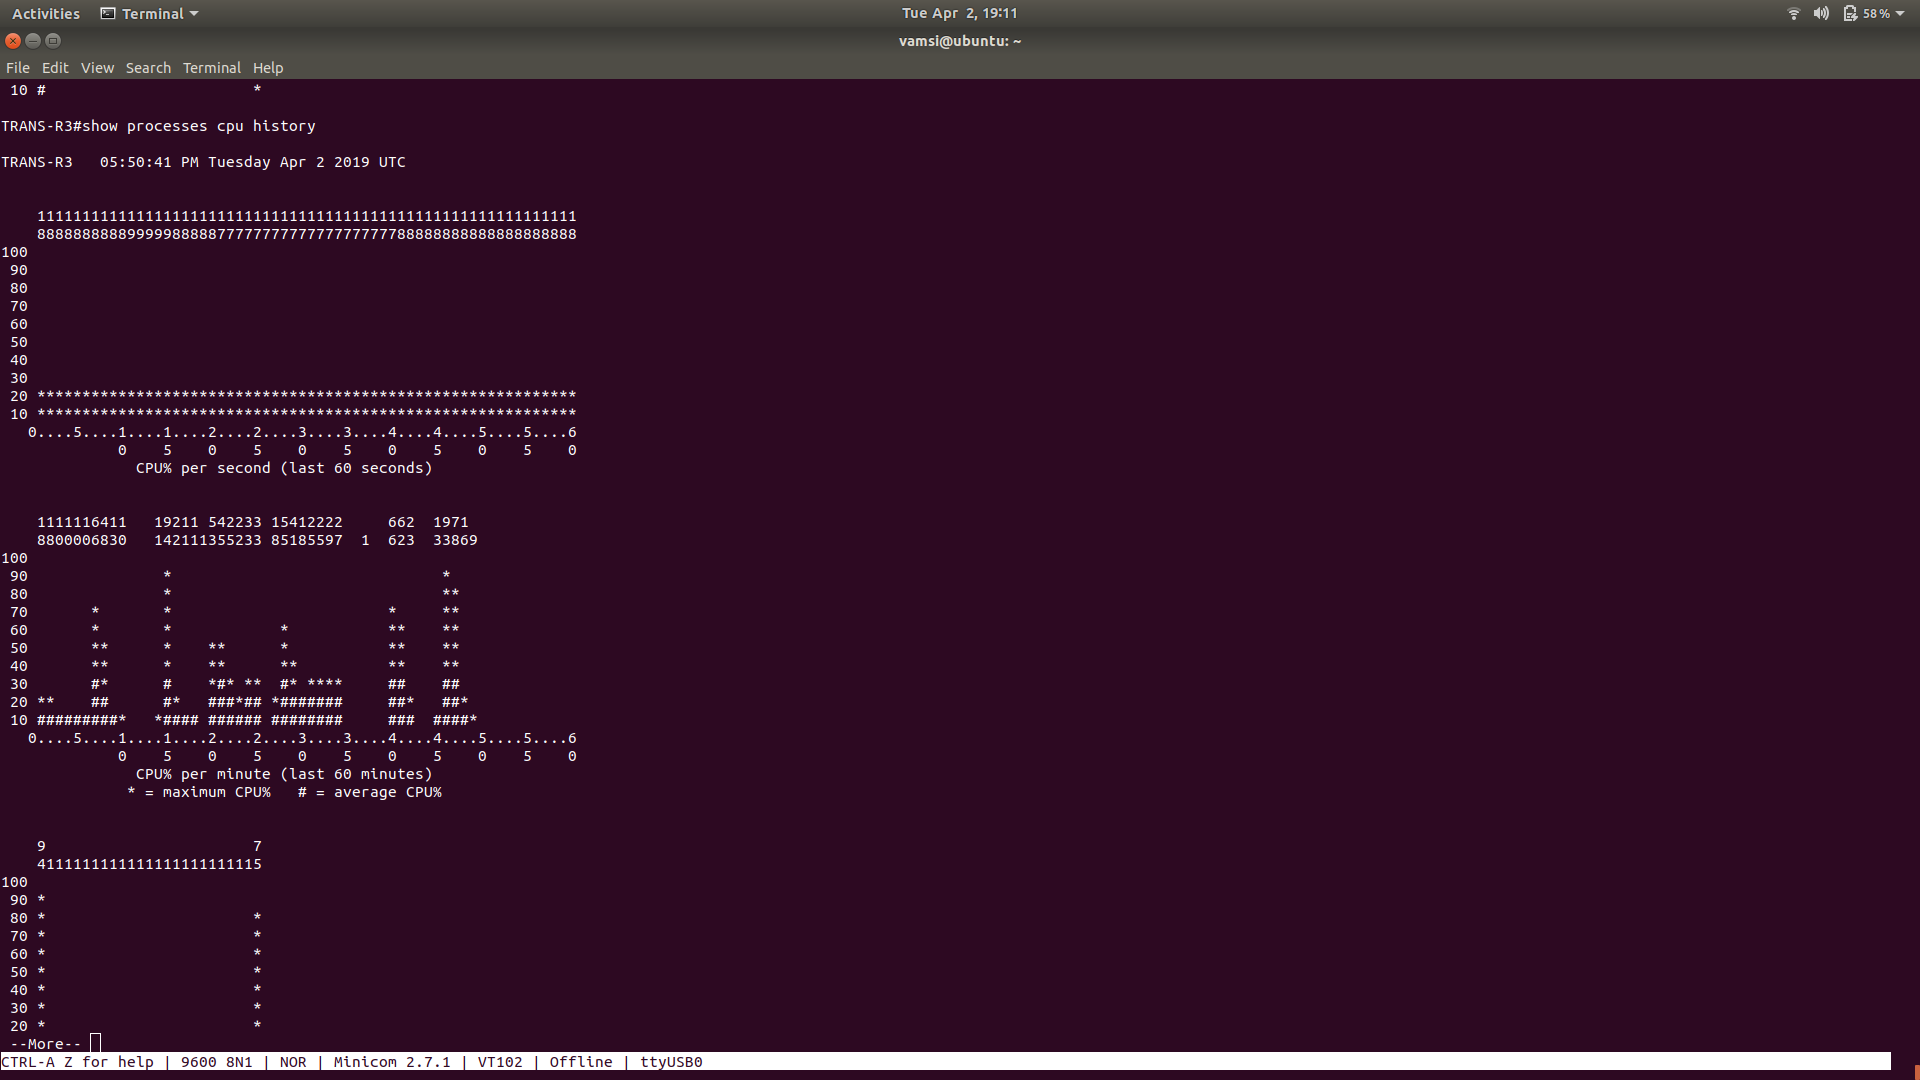 Activities Terminal Tue Apr 2, 19:11 58%
vamsi@ubuntu: ~
File Edit View Search Terminal Help
 10 #                       *
TRANS-R3#show processes cpu history
TRANS-R3   05:50:41 PM Tuesday Apr 2 2019 UTC
    111111111111111111111111111111111111111111111111111111111111
    888888888899999888887777777777777777777788888888888888888888
100
 90
 80
 70
 60
 50
 40
 30
 20 ************************************************************
 10 ************************************************************
   0....5....1....1....2....2....3....3....4....4....5....5....6
             0    5    0    5    0    5    0    5    0    5    0
               CPU% per second (last 60 seconds)
    1111116411   19211 542233 15412222     662  1971
    8800006830   142111355233 85185597  1  623  33869
100
 90               *                              *
 80               *                              **
 70       *       *                        *     **
 60       *       *            *           **    **
 50       **      *    **      *           **    **
 40       **      *    **      **          **    **
 30       #*      #    *#* **  #* ****     ##    ##
 20 **    ##      #*   ###*## *#######     ##*   ##*
 10 #########*   *#### ###### ########     ###  ####*
   0....5....1....1....2....2....3....3....4....4....5....5....6
             0    5    0    5    0    5    0    5    0    5    0
               CPU% per minute (last 60 minutes)
              * = maximum CPU%   # = average CPU%
    9                       7
    4111111111111111111111115
100
 90 *
 80 *                       *
 70 *                       *
 60 *                       *
 50 *                       *
 40 *                       *
 30 *                       *
 20 *                       *
 --More--
CTRL-A Z for help | 9600 8N1 | NOR | Minicom 2.7.1 | VT102 | Offline | ttyUSB0